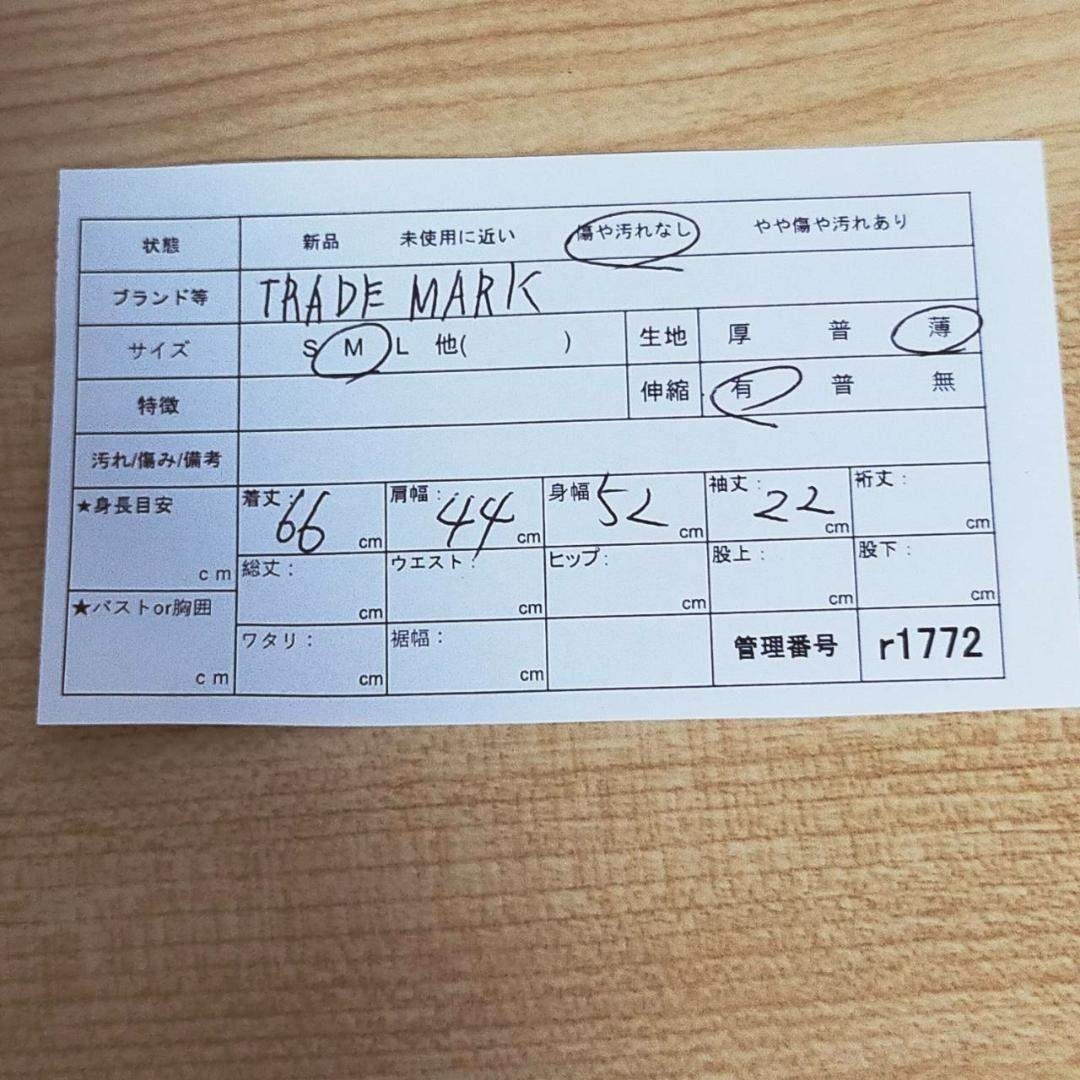 状態 新品 未使用に近い 傷や汚れなし やや傷や汚れあり
ブランド等 TRADE MARK
サイズ S M L 他( ) 生地 厚 普 薄
特徴 伸縮 有 普 無
汚れ/傷み/備考
★身長目安 cm 着丈: 66 cm 肩幅: 44 cm 身幅: 52 cm 袖丈: 22 cm 裄丈: cm
総丈: cm ウエスト: cm ヒップ: cm 股上: cm 股下: cm
★バストor胸囲 cm ワタリ: cm 裾幅: cm 管理番号 r1772